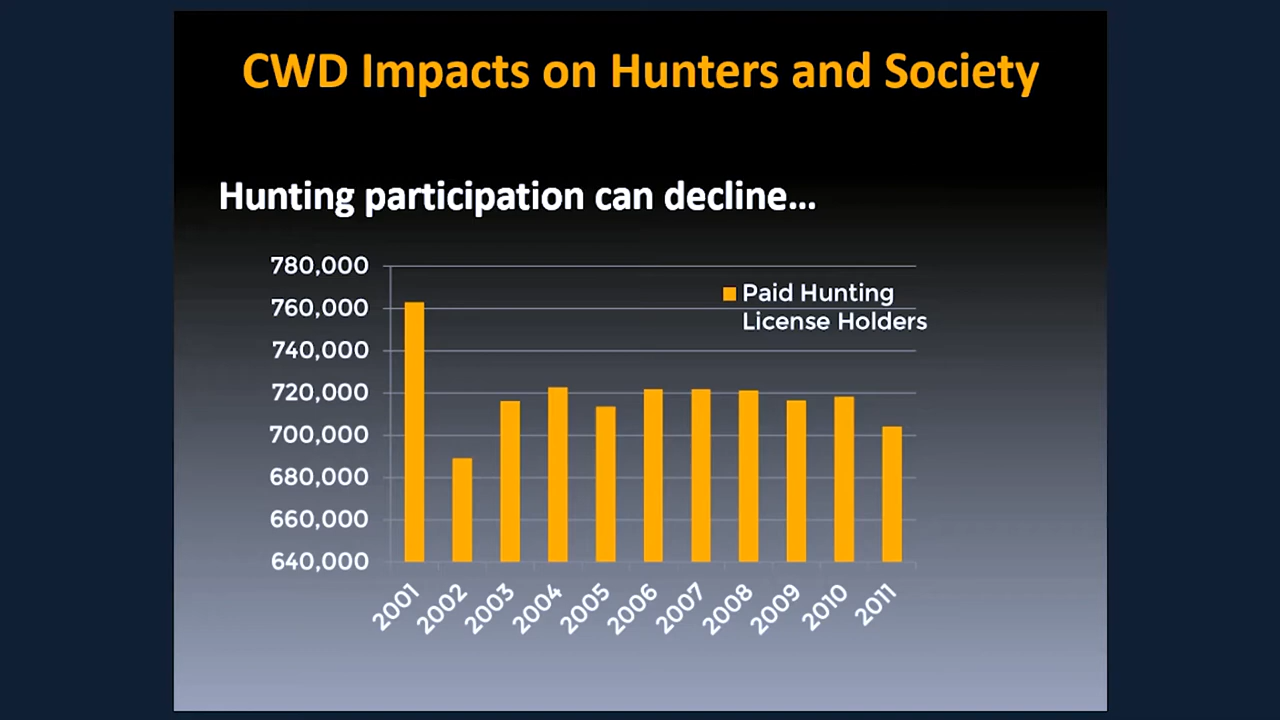 CWD Impacts on Hunters and Society
Hunting participation can decline...
780,000
760,000
740,000
720,000
700,000
680,000
660,000
640,000
Paid Hunting
License Holders
2001 2002 2003 2004 2005 2006 2007 2008 2009 2010 2011